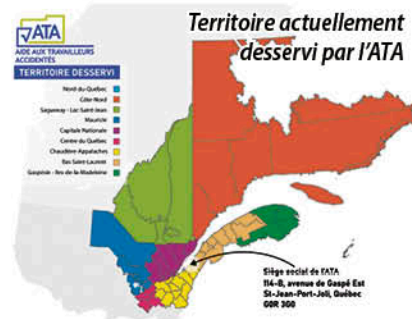 Territoire actuellement
desservi par l'ATA
ATA
AIDE AUX TRAVAILLEURS
ACCIDENTÉS
TERRITOIRE DESSERVI
Nord du Québec
Côte-Nord
Saguenay - Lac Saint-Jean
Mauricie
Capitale Nationale
Centre du Québec
Chaudière-Appalaches
Bas Saint-Laurent
Gaspésie - Iles-de-la-Madeleine
Siège social de l'ATA
114-B, avenue de Gaspé Est
St-Jean-Port-Joli, Québec
G0R 3G0